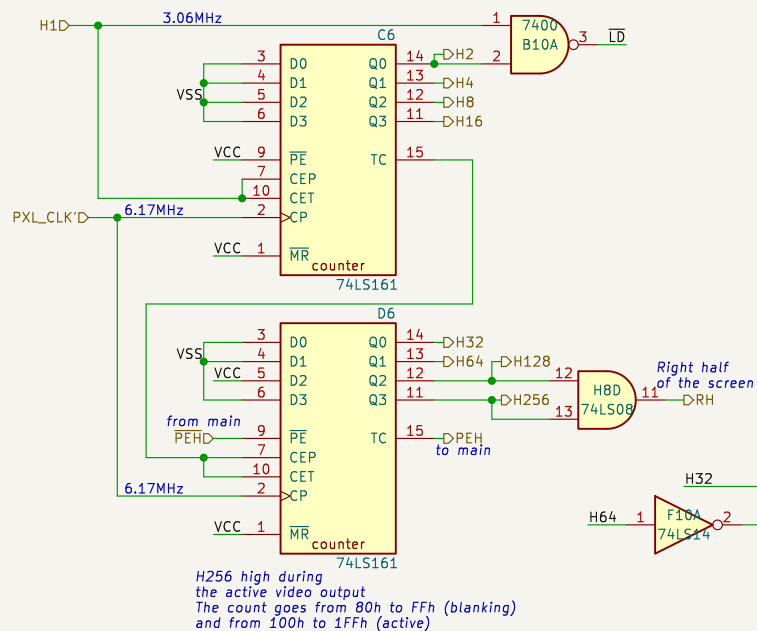 H1
3.06MHz
1
7400
3
LD
B10A
2
C6
3
D0
Q0
14
H2
4
D1
Q1
13
H4
VSS
5
D2
Q2
12
H8
6
D3
Q3
11
H16
VCC
9
PE
TC
15
7
CEP
10
CET
PXL_CLK'
6.17MHz
2
CP
VCC
1
MR
counter
74LS161
D6
3
D0
Q0
14
H32
VSS
4
D1
Q1
13
H64
H128
VCC
5
D2
Q2
12
12
Right half
of the screen
H8D
11
RH
6
D3
Q3
11
H256
74LS08
13
from main
PEH
9
PE
TC
15
PEH
to main
7
CEP
10
CET
6.17MHz
2
CP
H32
H64
1
F10A
2
74LS14
VCC
1
MR
counter
74LS161
H256 high during
the active video output
The count goes from 80h to FFh (blanking)
and from 100h to 1FFh (active)